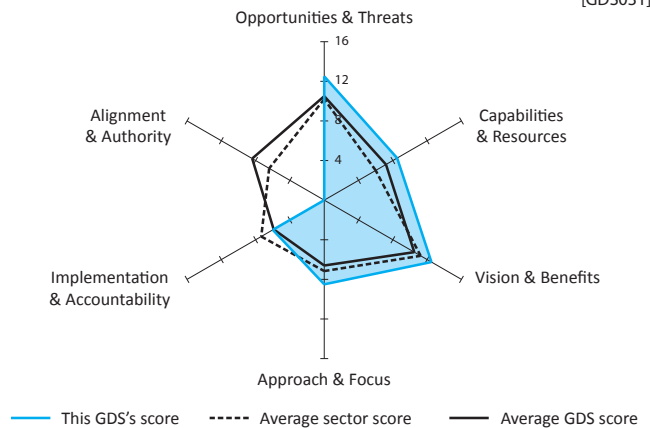 [GDS031]
Opportunities & Threats
16
12
8
4
Alignment
& Authority
Capabilities
& Resources
Implementation
& Accountability
Vision & Benefits
Approach & Focus
This GDS's score
Average sector score
Average GDS score